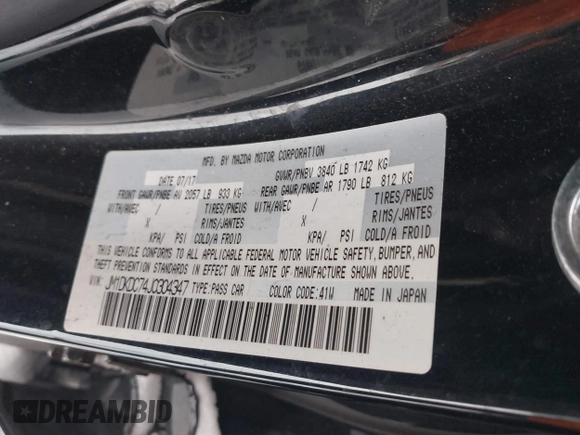 MFD. BY MAZDA MOTOR CORPORATION
DATE 07/17 GVWR/PNBV 3840 LB 1742 KG
FRONT GAWR/PNBE AV 2057 LB 933 KG REAR GAWR/PNBE AR 1790 LB 812 KG
WITH/AVEC / TIRES/PNEUS WITH/AVEC / TIRES/PNEUS
X RIMS/JANTES X RIMS/JANTES
KPA/ PSI COLD/A FROID KPA/ PSI COLD/A FROID
THIS VEHICLE CONFORMS TO ALL APPLICABLE FEDERAL MOTOR VEHICLE SAFETY, BUMPER, AND
THEFT PREVENTION STANDARDS IN EFFECT ON THE DATE OF MANUFACTURE SHOWN ABOVE.
VIN: JM1DKDC74J0304347 TYPE: PASS CAR COLOR CODE: 41W MADE IN JAPAN
DREAMBID